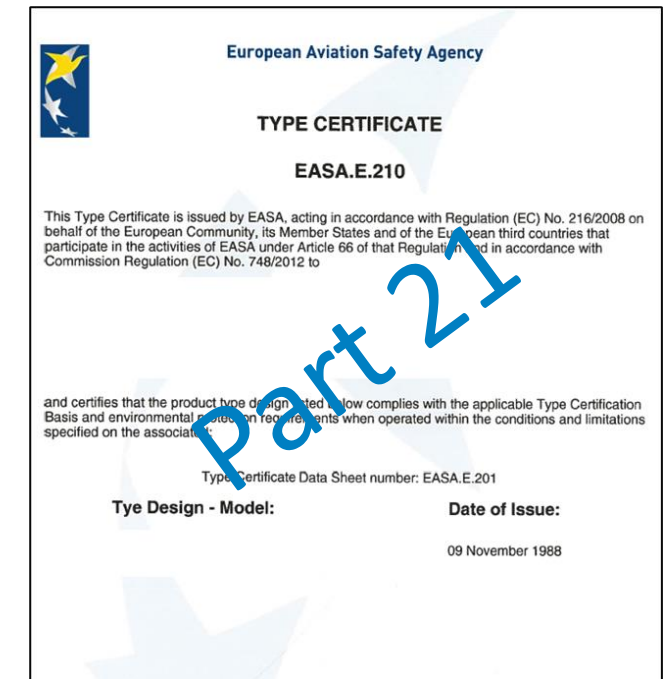 European Aviation Safety Agency
TYPE CERTIFICATE
EASA.E.210
This Type Certificate is issued by EASA, acting in accordance with Regulation (EC) No. 216/2008 on
behalf of the European Community, its Member States and of the European third countries that
participate in the activities of EASA under Article 66 of that Regulation and in accordance with
Commission Regulation (EC) No. 748/2012 to
Part 21
and certifies that the product type design listed below complies with the applicable Type Certification
Basis and environmental protection requirements when operated within the conditions and limitations
specified on the associated:
Type Certificate Data Sheet number: EASA.E.201
Tye Design - Model:
Date of Issue:
09 November 1988